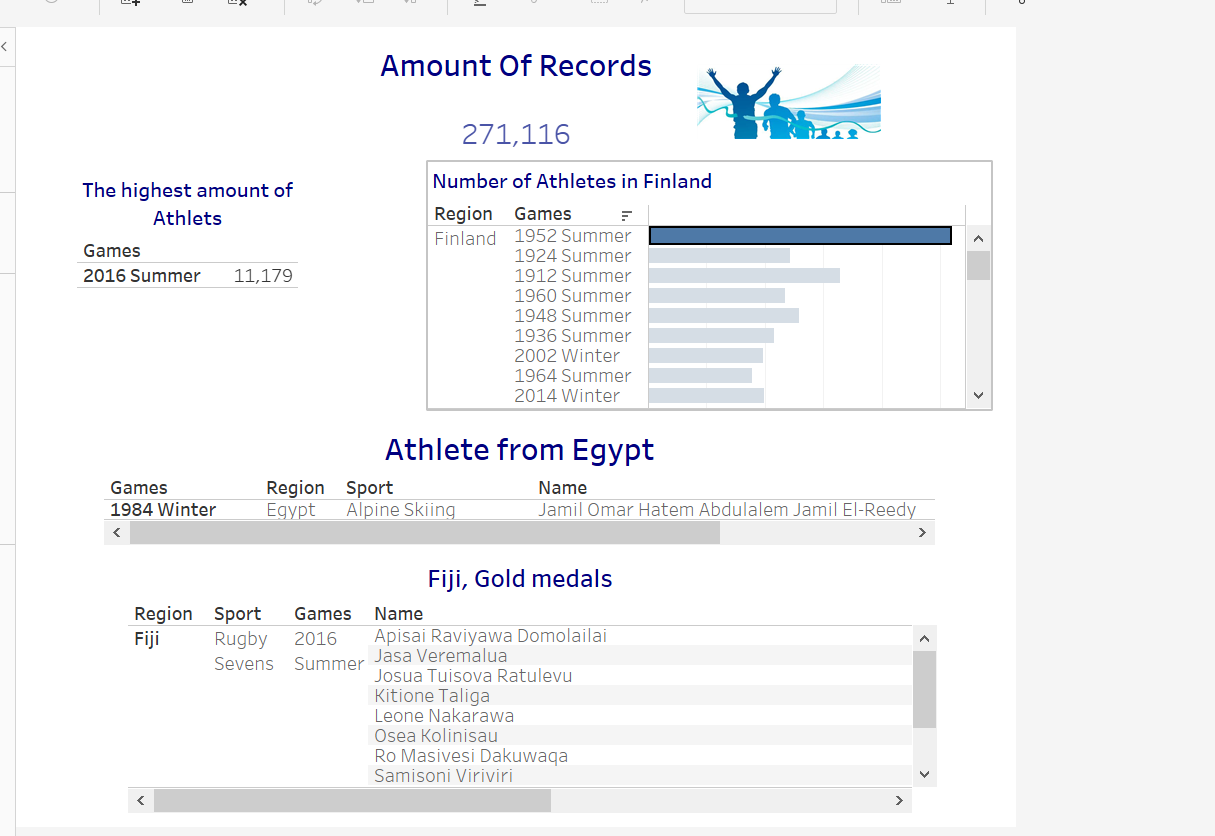 Amount Of Records
271,116
The highest amount of
Athlets
Games
2016 Summer 11,179
Number of Athletes in Finland
Region Games
Finland 1952 Summer
1924 Summer
1912 Summer
1960 Summer
1948 Summer
1936 Summer
2002 Winter
1964 Summer
2014 Winter
Athlete from Egypt
Games Region Sport Name
1984 Winter Egypt Alpine Skiing Jamil Omar Hatem Abdulalem Jamil El-Reedy
Fiji, Gold medals
Region Sport Games Name
Fiji Rugby 2016 Apisai Raviyawa Domolailai
Sevens Summer Jasa Veremalua
Josua Tuisova Ratulevu
Kitione Taliga
Leone Nakarawa
Osea Kolinisau
Ro Masivesi Dakuwaqa
Samisoni Viriviri